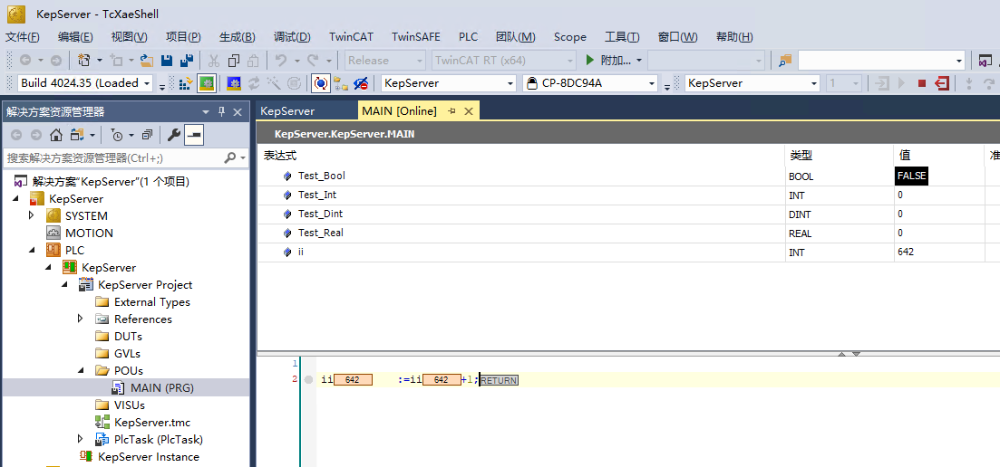 KepServer - TcXaeShell
文件(F) 编辑(E) 视图(V) 项目(P) 生成(B) 调试(D) TwinCAT TwinSAFE PLC 团队(M) Scope 工具(T) 窗口(W) 帮助(H)
Release TwinCAT RT (x64) 附加...
Build 4024.35 (Loaded KepServer CP-8DC94A KepServer 1
解决方案资源管理器
搜索解决方案资源管理器(Ctrl+;)
解决方案"KepServer"(1 个项目)
KepServer
SYSTEM
MOTION
PLC
KepServer
KepServer Project
External Types
References
DUTs
GVLs
POUs
MAIN (PRG)
VISUs
KepServer.tmc
PlcTask (PlcTask)
KepServer Instance
KepServer MAIN [Online]
KepServer.KepServer.MAIN
表达式 类型 值 准
Test_Bool BOOL FALSE
Test_Int INT 0
Test_Dint DINT 0
Test_Real REAL 0
ii INT 642
1
2 ii 642 :=ii 642 +1;RETURN